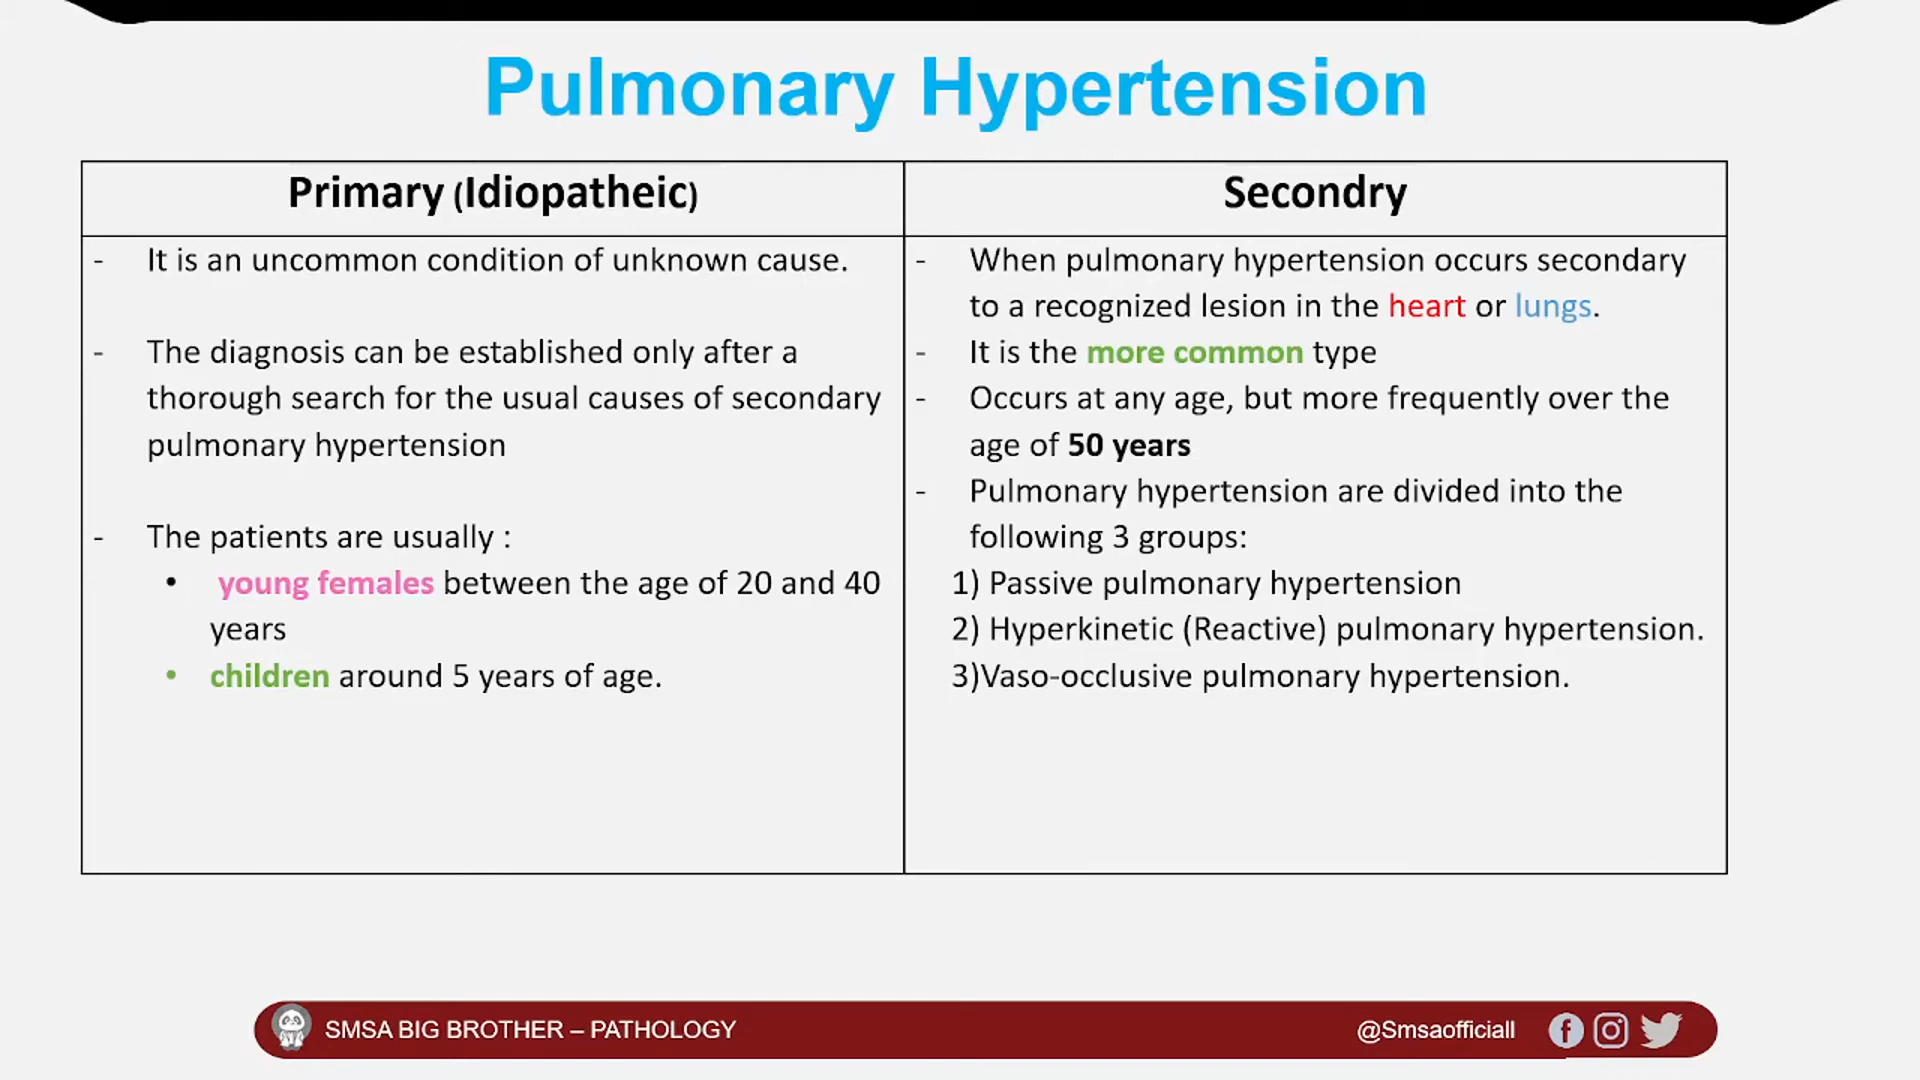 Pulmonary Hypertension
Primary (Idiopatheic)
- It is an uncommon condition of unknown cause.
- The diagnosis can be established only after a
thorough search for the usual causes of secondary
pulmonary hypertension
- The patients are usually :
• young females between the age of 20 and 40
years
• children around 5 years of age.
Secondry
- When pulmonary hypertension occurs secondary
to a recognized lesion in the heart or lungs.
- It is the more common type
- Occurs at any age, but more frequently over the
age of 50 years
- Pulmonary hypertension are divided into the
following 3 groups:
1) Passive pulmonary hypertension
2) Hyperkinetic (Reactive) pulmonary hypertension.
3)Vaso-occlusive pulmonary hypertension.
SMSA BIG BROTHER – PATHOLOGY
@Smsaofficiall